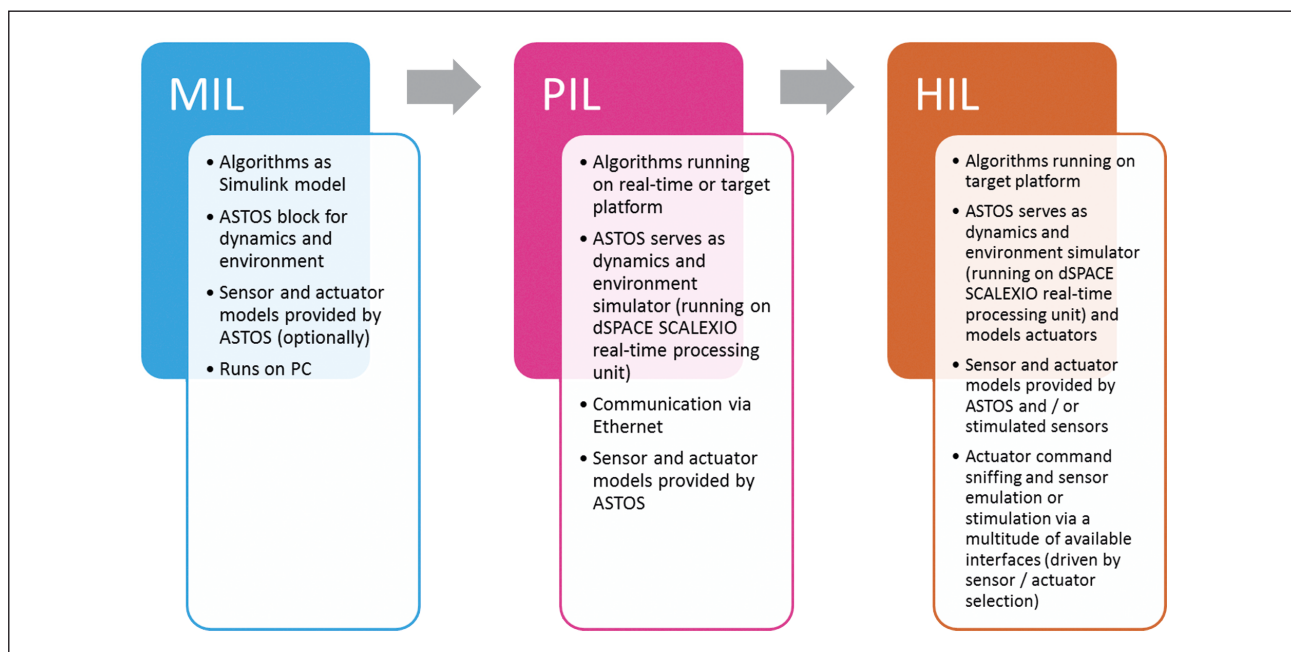 MIL
• Algorithms as
Simulink model
• ASTOS block for
dynamics and
environment
• Sensor and actuator
models provided by
ASTOS (optionally)
• Runs on PC
PIL
• Algorithms running
on real-time or target
platform
• ASTOS serves as
dynamics and
environment
simulator (running on
dSPACE SCALEXIO
real-time processing
unit)
• Communication via
Ethernet
• Sensor and actuator
models provided by
ASTOS
HIL
• Algorithms running on
target platform
• ASTOS serves as
dynamics and
environment simulator
(running on dSPACE
SCALEXIO real-time
processing unit) and
models actuators
• Sensor and actuator
models provided by
ASTOS and / or
stimulated sensors
• Actuator command
sniffing and sensor
emulation or
stimulation via a
multitude of available
interfaces (driven by
sensor / actuator
selection)